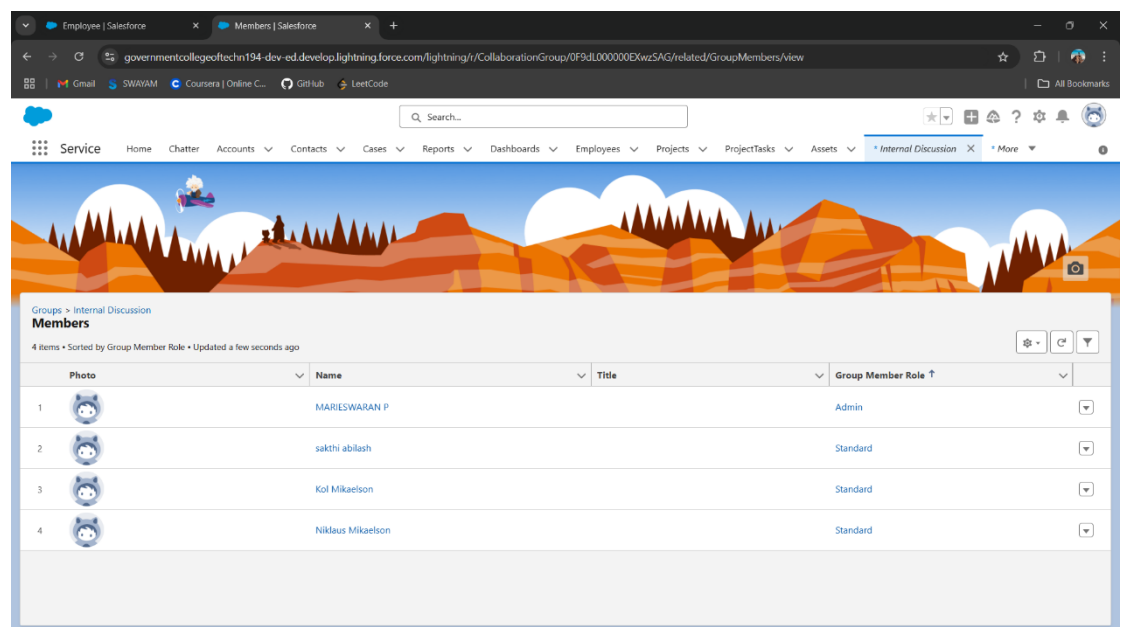 Employee | Salesforce
Members | Salesforce
governmentcollegeoftechn194-dev-ed.develop.lightning.force.com/lightning/r/CollaborationGroup/0F9dL000000EXwzSAG/related/GroupMembers/view
Gmail SWAYAM Coursera | Online C... GitHub LeetCode All Bookmarks
Search...
Service Home Chatter Accounts Contacts Cases Reports Dashboards Employees Projects ProjectTasks Assets * Internal Discussion * More
Groups > Internal Discussion
Members
4 items • Sorted by Group Member Role • Updated a few seconds ago
Photo Name Title Group Member Role ↑
1 MARIESWARAN P Admin
2 sakthi abilash Standard
3 Kol Mikaelson Standard
4 Niklaus Mikaelson Standard